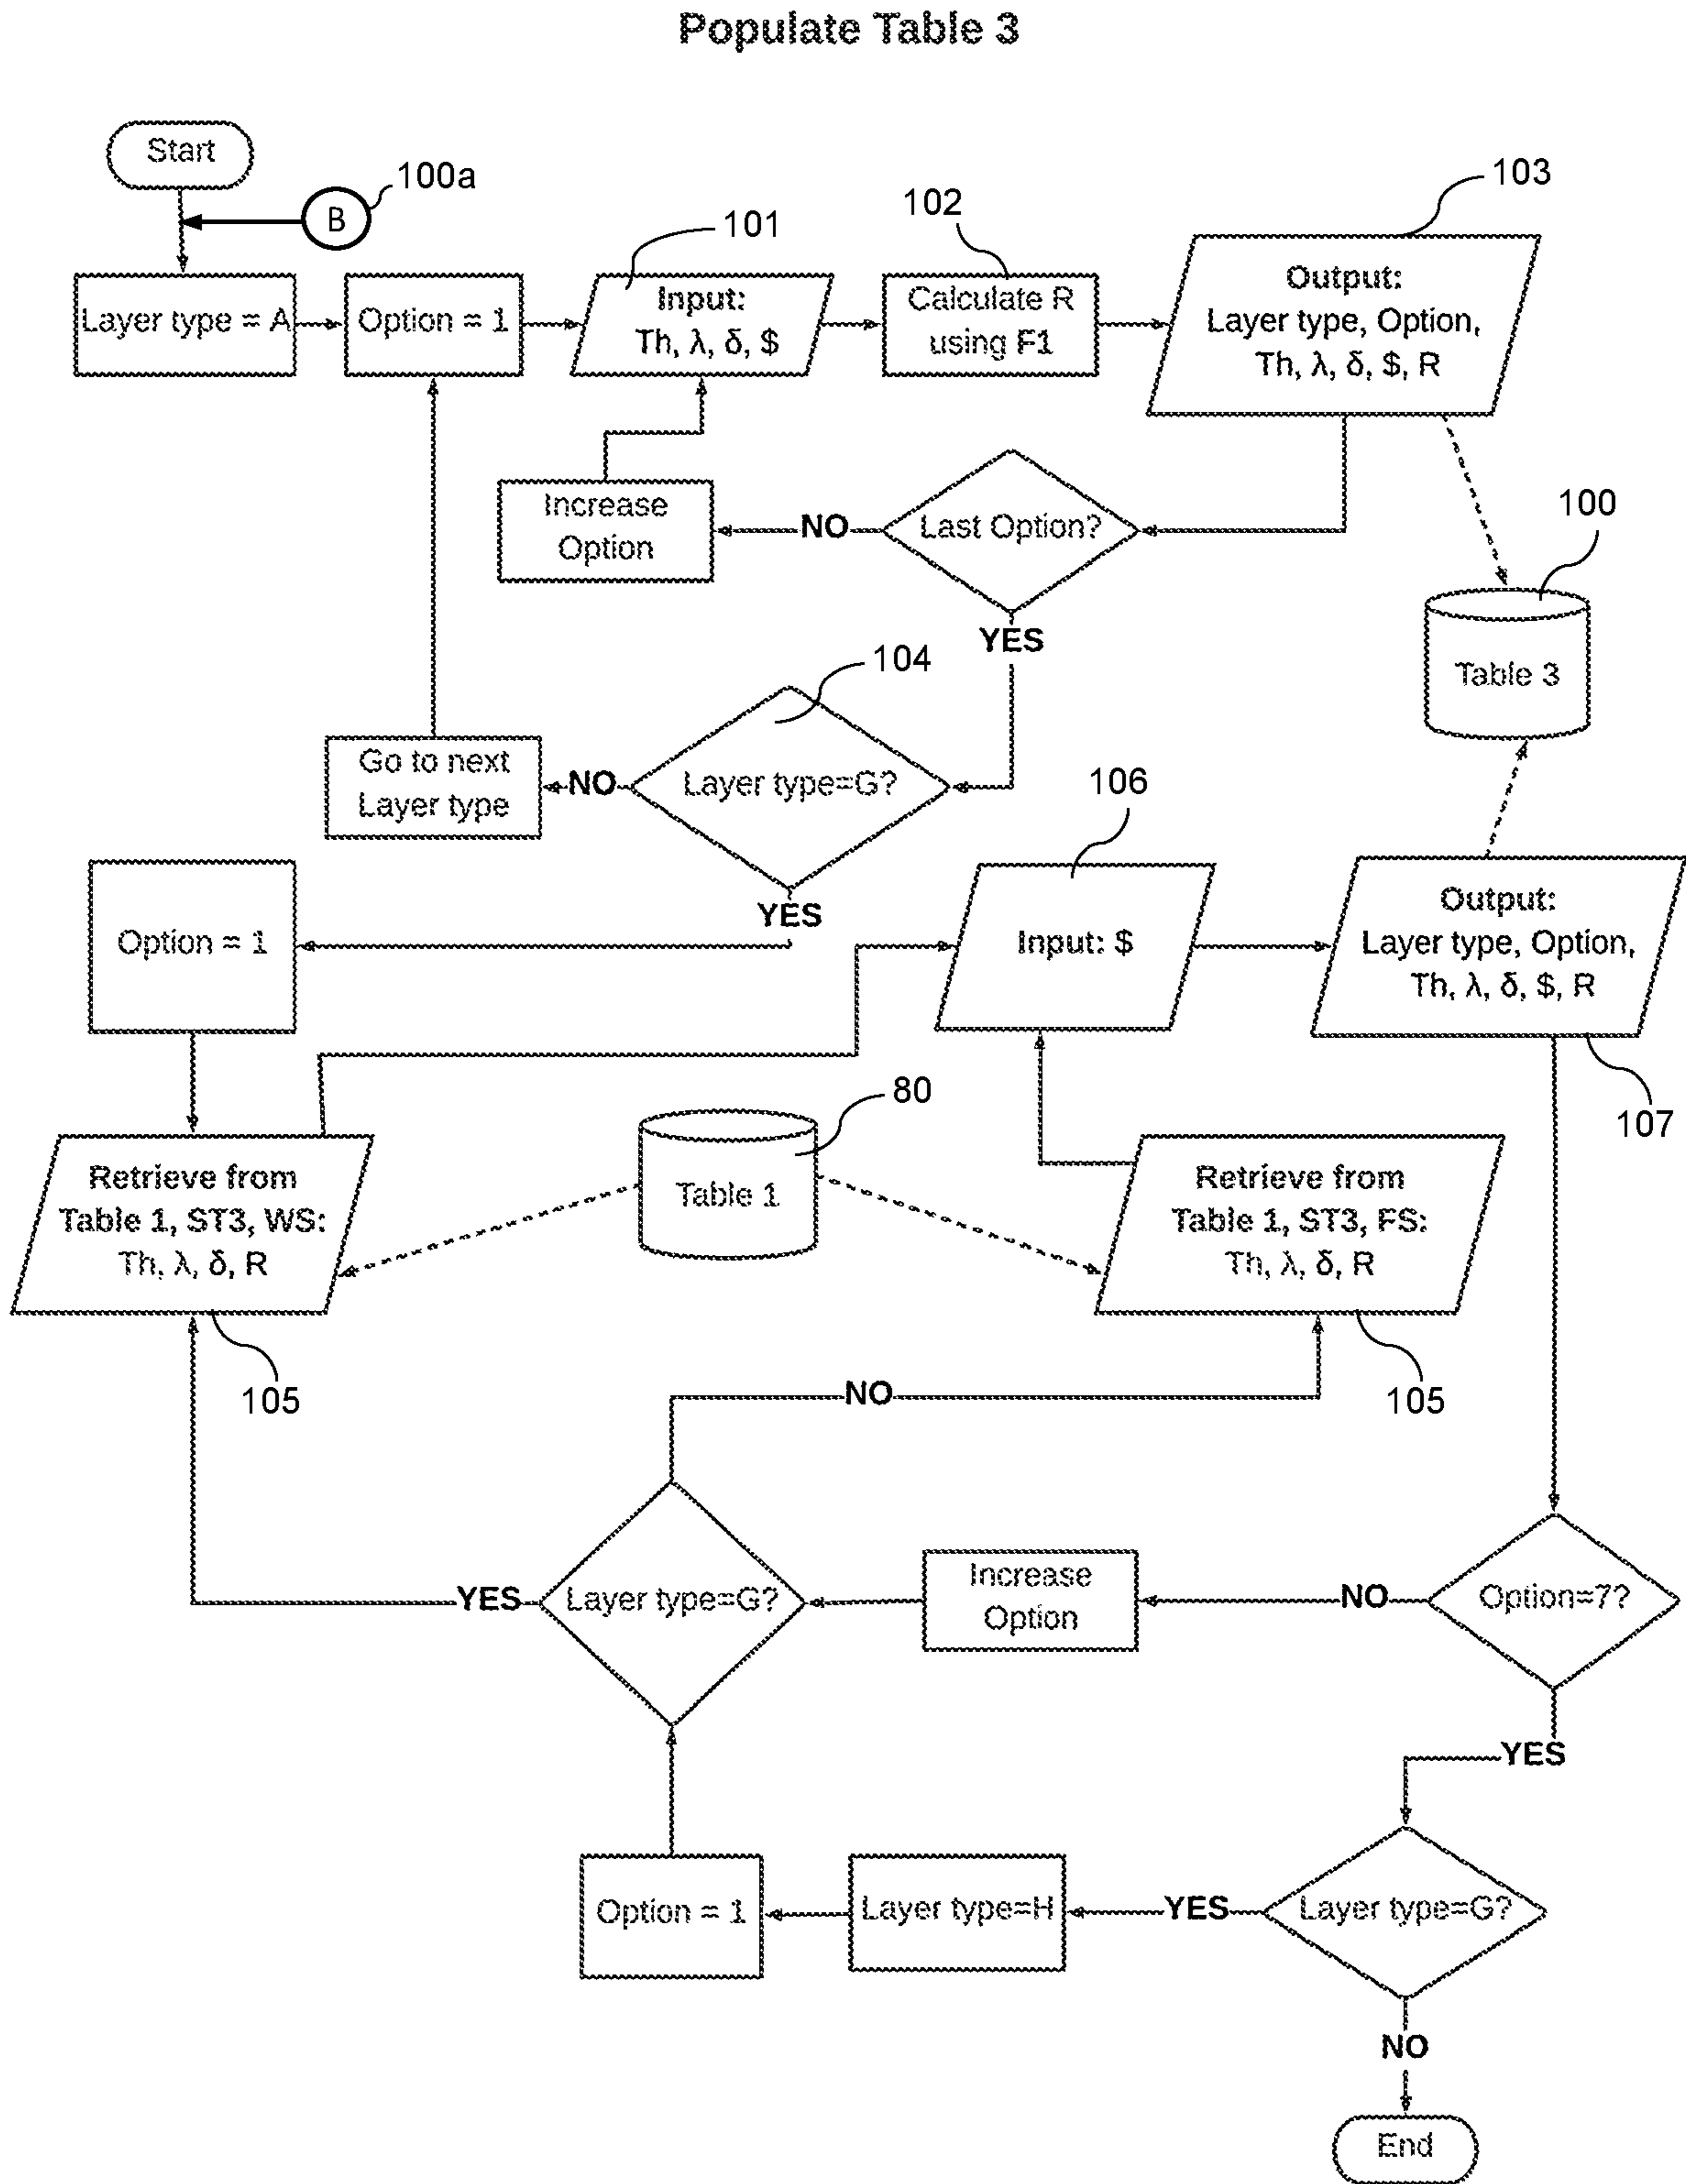 Populate Table 3
Start
B
100a
101
102
103
Layer type = A
Option = 1
Input:
Th, λ, δ, $
Calculate R
using F1
Output:
Layer type, Option,
Th, λ, δ, $, R
Increase
Option
NO
Last Option?
YES
100
Table 3
104
Go to next
Layer type
NO
Layer type=G?
YES
106
Option = 1
Input: $
Output:
Layer type, Option,
Th, λ, δ, $, R
107
80
Table 1
Retrieve from
Table 1, ST3, WS:
Th, λ, δ, R
105
Retrieve from
Table 1, ST3, FS:
Th, λ, δ, R
105
NO
YES
Layer type=G?
Increase
Option
NO
Option=7?
YES
Option = 1
Layer type=H
YES
Layer type=G?
NO
End